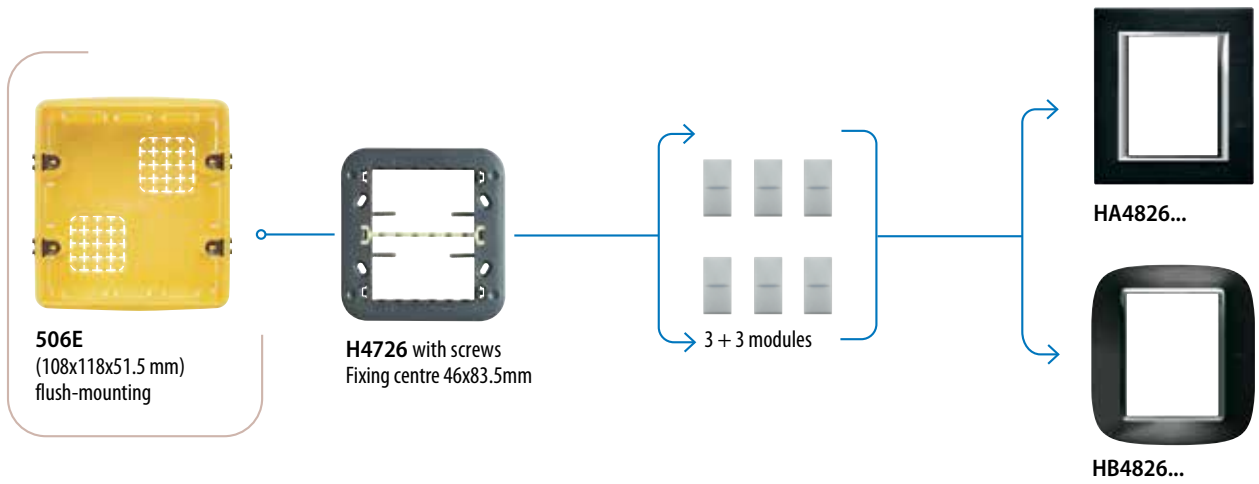 506E
(108x118x51.5 mm)
flush-mounting
H4726 with screws
Fixing centre 46x83.5mm
3 + 3 modules
HA4826...
HB4826...